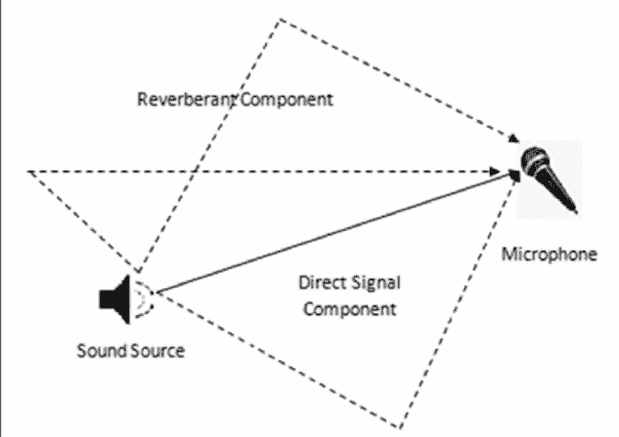 Reverberant Component
Microphone
Direct Signal
Component
Sound Source